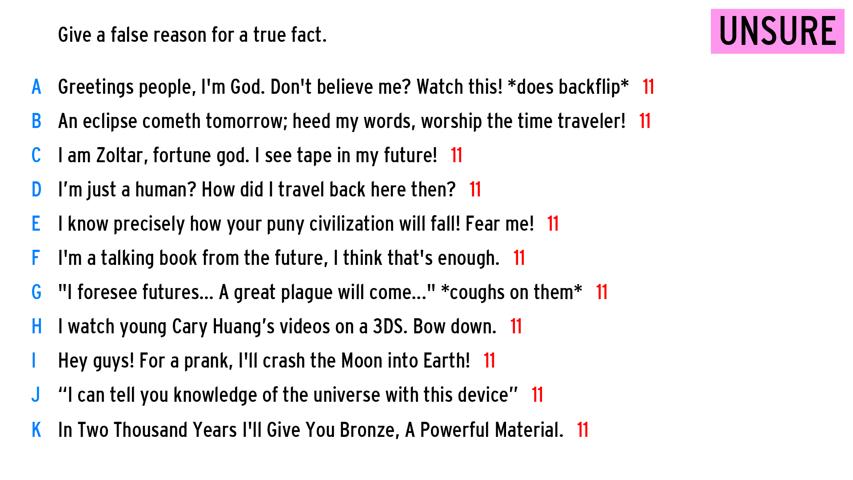 Give a false reason for a true fact.
UNSURE
A Greetings people, I'm God. Don't believe me? Watch this! *does backflip* 11
B An eclipse cometh tomorrow; heed my words, worship the time traveler! 11
C I am Zoltar, fortune god. I see tape in my future! 11
D I’m just a human? How did I travel back here then? 11
E I know precisely how your puny civilization will fall! Fear me! 11
F I'm a talking book from the future, I think that's enough. 11
G "I foresee futures... A great plague will come..." *coughs on them* 11
H I watch young Cary Huang’s videos on a 3DS. Bow down. 11
I Hey guys! For a prank, I'll crash the Moon into Earth! 11
J “I can tell you knowledge of the universe with this device” 11
K In Two Thousand Years I'll Give You Bronze, A Powerful Material. 11